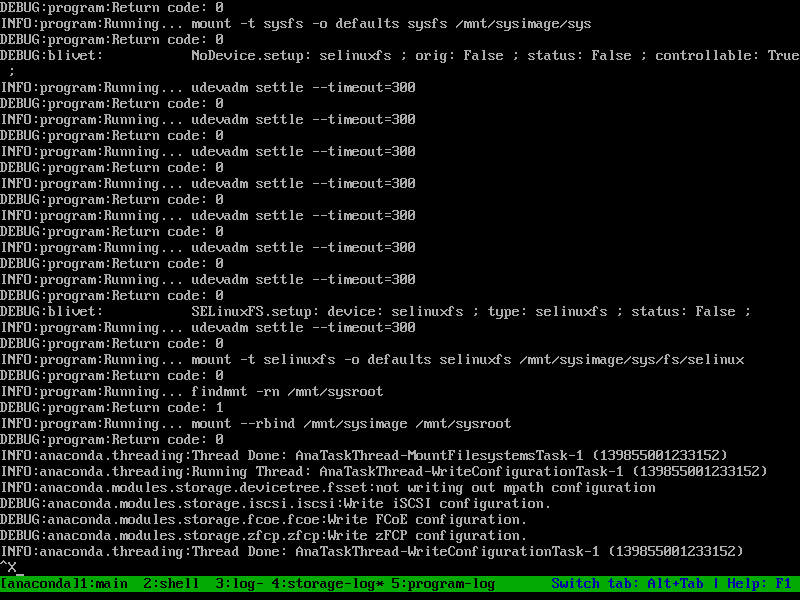 DEBUG:program:Return code: 0
INFO:program:Running... mount -t sysfs -o defaults sysfs /mnt/sysimage/sys
DEBUG:program:Return code: 0
DEBUG:blivet:           NoDevice.setup: selinuxfs ; orig: False ; status: False ; controllable: True
 ;
INFO:program:Running... udevadm settle --timeout=300
DEBUG:program:Return code: 0
INFO:program:Running... udevadm settle --timeout=300
DEBUG:program:Return code: 0
INFO:program:Running... udevadm settle --timeout=300
DEBUG:program:Return code: 0
INFO:program:Running... udevadm settle --timeout=300
DEBUG:program:Return code: 0
INFO:program:Running... udevadm settle --timeout=300
DEBUG:program:Return code: 0
INFO:program:Running... udevadm settle --timeout=300
DEBUG:program:Return code: 0
INFO:program:Running... udevadm settle --timeout=300
DEBUG:program:Return code: 0
DEBUG:blivet:           SELinuxFS.setup: device: selinuxfs ; type: selinuxfs ; status: False ;
INFO:program:Running... udevadm settle --timeout=300
DEBUG:program:Return code: 0
INFO:program:Running... mount -t selinuxfs -o defaults selinuxfs /mnt/sysimage/sys/fs/selinux
DEBUG:program:Return code: 0
INFO:program:Running... findmnt -rn /mnt/sysroot
DEBUG:program:Return code: 1
INFO:program:Running... mount --rbind /mnt/sysimage /mnt/sysroot
DEBUG:program:Return code: 0
INFO:anaconda.threading:Thread Done: AnaTaskThread-MountFilesystemsTask-1 (139855001233152)
INFO:anaconda.threading:Running Thread: AnaTaskThread-WriteConfigurationTask-1 (139855001233152)
INFO:anaconda.modules.storage.devicetree.fsset:not writing out mpath configuration
DEBUG:anaconda.modules.storage.iscsi.iscsi:Write iSCSI configuration.
DEBUG:anaconda.modules.storage.fcoe.fcoe:Write FCoE configuration.
DEBUG:anaconda.modules.storage.zfcp.zfcp:Write zFCP configuration.
INFO:anaconda.threading:Thread Done: AnaTaskThread-WriteConfigurationTask-1 (139855001233152)
^X_
[anaconda]1:main  2:shell  3:log- 4:storage-log* 5:program-log       Switch tab: Alt+Tab | Help: F1